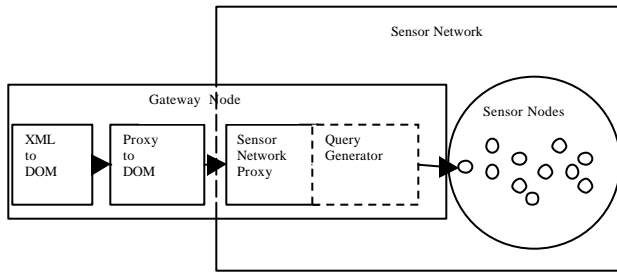 Sensor Network
Gateway Node
Sensor Nodes
XML
to
DOM
Proxy
to
DOM
Sensor
Network
Proxy
Query
Generator